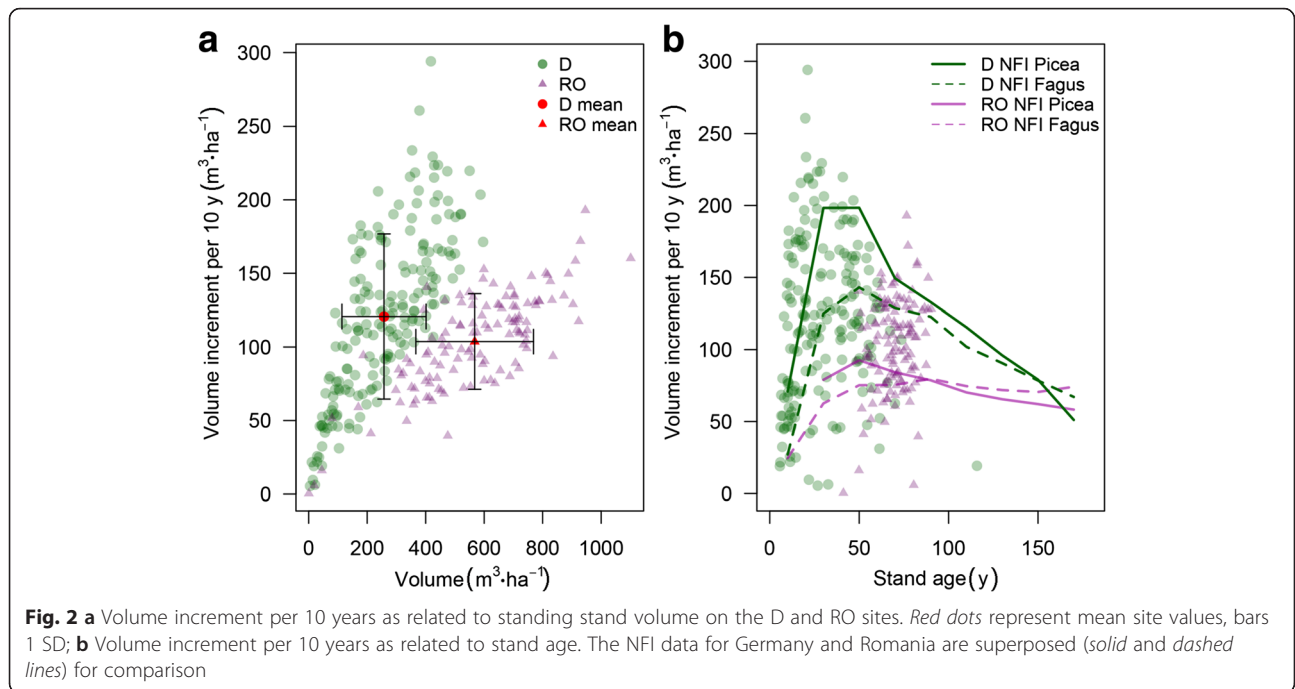 a
Volume increment per 10 y (m³•ha⁻¹)
300
250
200
150
100
50
0
D
RO
D mean
RO mean
0 200 400 600 800 1000
Volume(m³•ha⁻¹)
b
Volume increment per 10 y (m³•ha⁻¹)
300
250
200
150
100
50
0
D NFI Picea
D NFI Fagus
RO NFI Picea
RO NFI Fagus
0 50 100 150
Stand age(y)
Fig. 2 a Volume increment per 10 years as related to standing stand volume on the D and RO sites. Red dots represent mean site values, bars
1 SD; b Volume increment per 10 years as related to stand age. The NFI data for Germany and Romania are superposed (solid and dashed
lines) for comparison